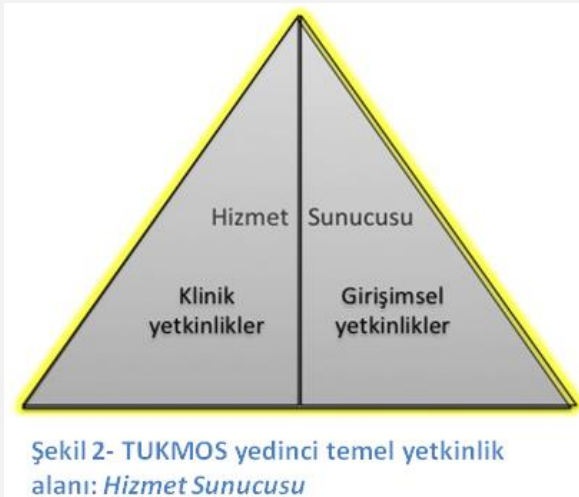 Hizmet Sunucusu
Klinik Girişimsel
yetkinlikler yetkinlikler
Şekil 2- TUKMOS yedinci temel yetkinlik
alanı: Hizmet Sunucusu